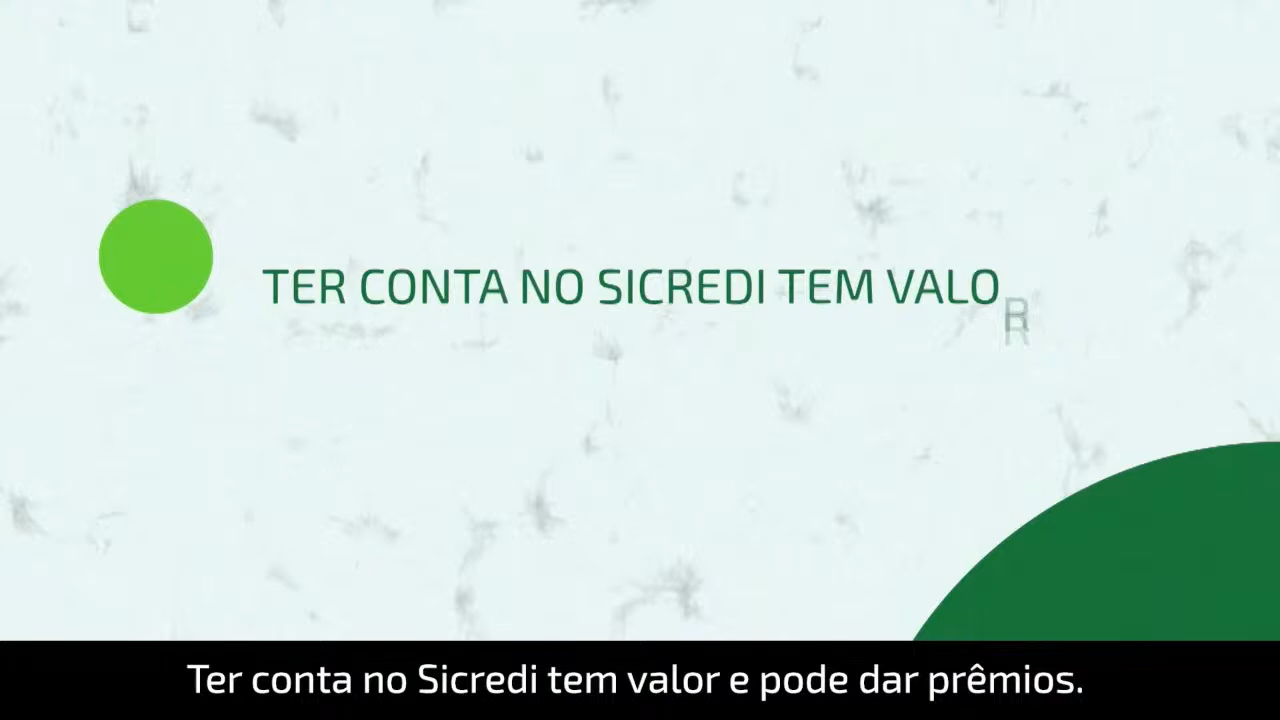 TER CONTA NO SICREDI TEM VALOR
Ter conta no Sicredi tem valor e pode dar prêmios.